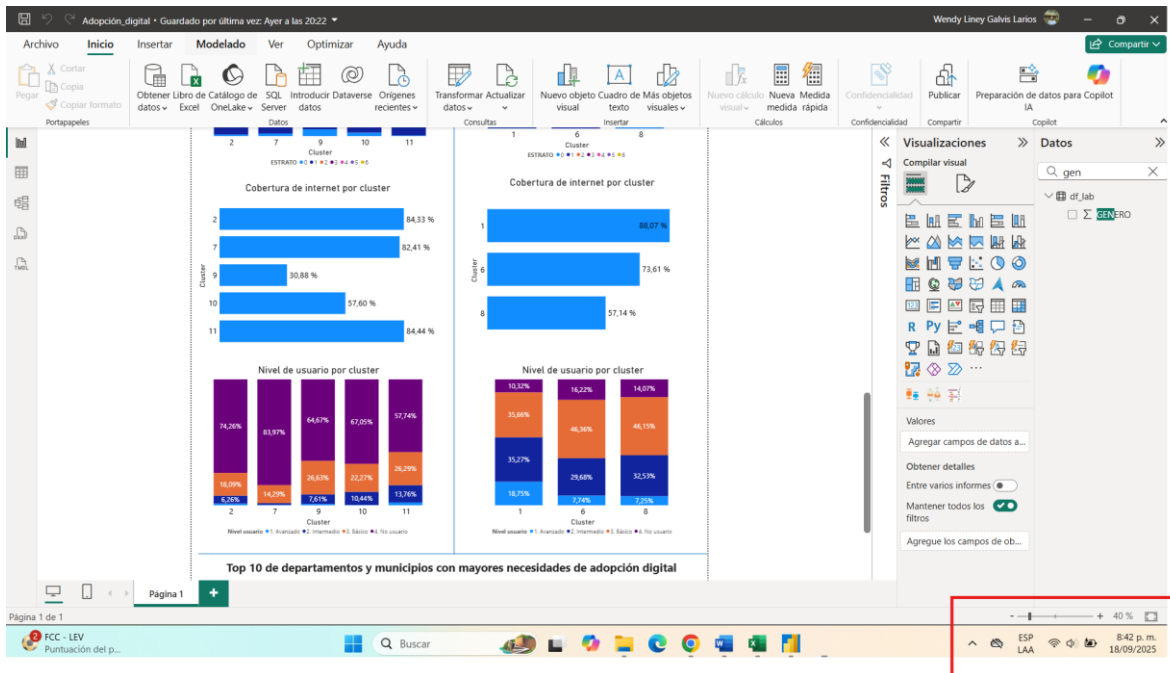 Adopción_digital • Guardado por última vez: Ayer a las 20:22
Wendy Liney Galvis Larios
Archivo Inicio Insertar Modelado Ver Optimizar Ayuda
Compartir
Pegar
Cortar
Copia
Copiar formato
Portapapeles
Obtener datos
Libro de Excel
Catálogo de OneLake
SQL Server
Introducir datos
Dataverse
Orígenes recientes
Datos
Transformar datos
Actualizar
Consultas
Nuevo objeto visual
Cuadro de texto
Más objetos visuales
Insertar
Nuevo cálculo visual
Nueva medida
Medida rápida
Cálculos
Confidencialidad
Confidencialidad
Publicar
Compartir
Preparación de datos para Copilot IA
Copilot
2 7 9 10 11
Cluster
ESTRATO 0 1 2 3 4 5 6
1 6 8
Cluster
ESTRATO 0 1 2 3 4 5 6
Cobertura de internet por cluster
Cluster
2 84,33 %
7 82,41 %
9 30,88 %
10 57,60 %
11 84,44 %
Cobertura de internet por cluster
Cluster
1 88,07 %
6 73,61 %
8 57,14 %
Nivel de usuario por cluster
74,26% 83,97% 64,67% 67,05% 57,74%
18,09% 14,29% 26,63% 22,27% 26,29%
6,26% 7,61% 10,44% 13,76%
2 7 9 10 11
Cluster
Nivel usuario 1. Avanzado 2. Intermedio 3. Básico 4. No usuario
Nivel de usuario por cluster
10,32% 16,22% 14,07%
35,66% 46,36% 46,15%
35,27% 29,68% 32,53%
18,75% 7,74% 7,25%
1 6 8
Cluster
Nivel usuario 1. Avanzado 2. Intermedio 3. Básico 4. No usuario
Top 10 de departamentos y municipios con mayores necesidades de adopción digital
Filtros
Visualizaciones
Compilar visual
R Py
Valores
Agregar campos de datos a...
Obtener detalles
Entre varios informes
Mantener todos los filtros
Agregue los campos de ob...
Datos
gen
df_lab
GENERO
Página 1
Página 1 de 1
40 %
2
FCC - LEV
Puntuación del p...
Buscar
ESP
LAA
8:42 p. m.
18/09/2025